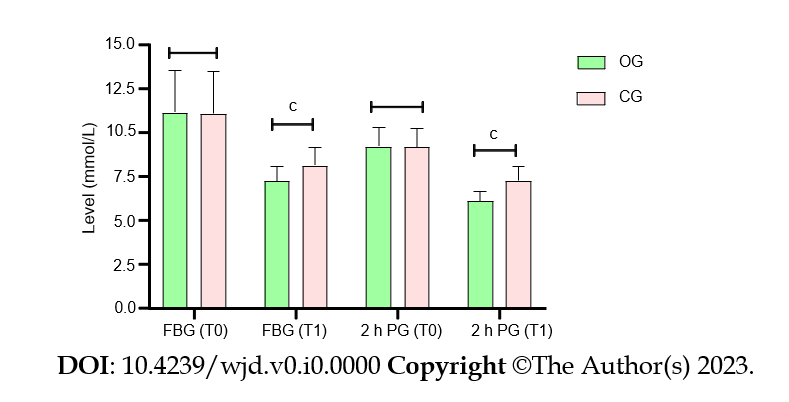 15.0
12.5
10.5
7.5
5.0
2.5
0.0
Level (mmol/L)
c
c
OG
CG
FBG (T0) FBG (T1) 2 h PG (T0) 2 h PG (T1)
DOI: 10.4239/wjd.v0.i0.0000 Copyright ©The Author(s) 2023.